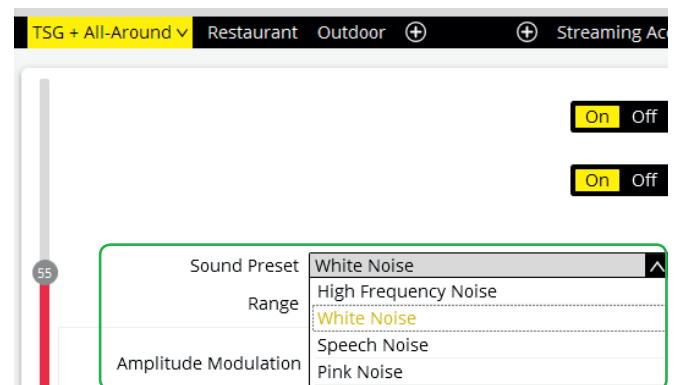 TSG + All-Around Restaurant Outdoor Streaming
On Off
On Off
55
Sound Preset White Noise
High Frequency Noise
Range
White Noise
Speech Noise
Amplitude Modulation
Pink Noise